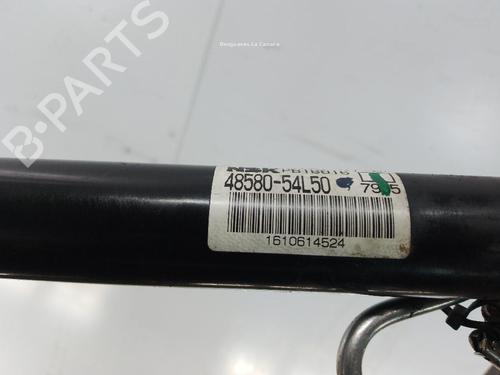 Desguaces La Cabaña
B-PARTS
NSK
48580-54L50
1610614524